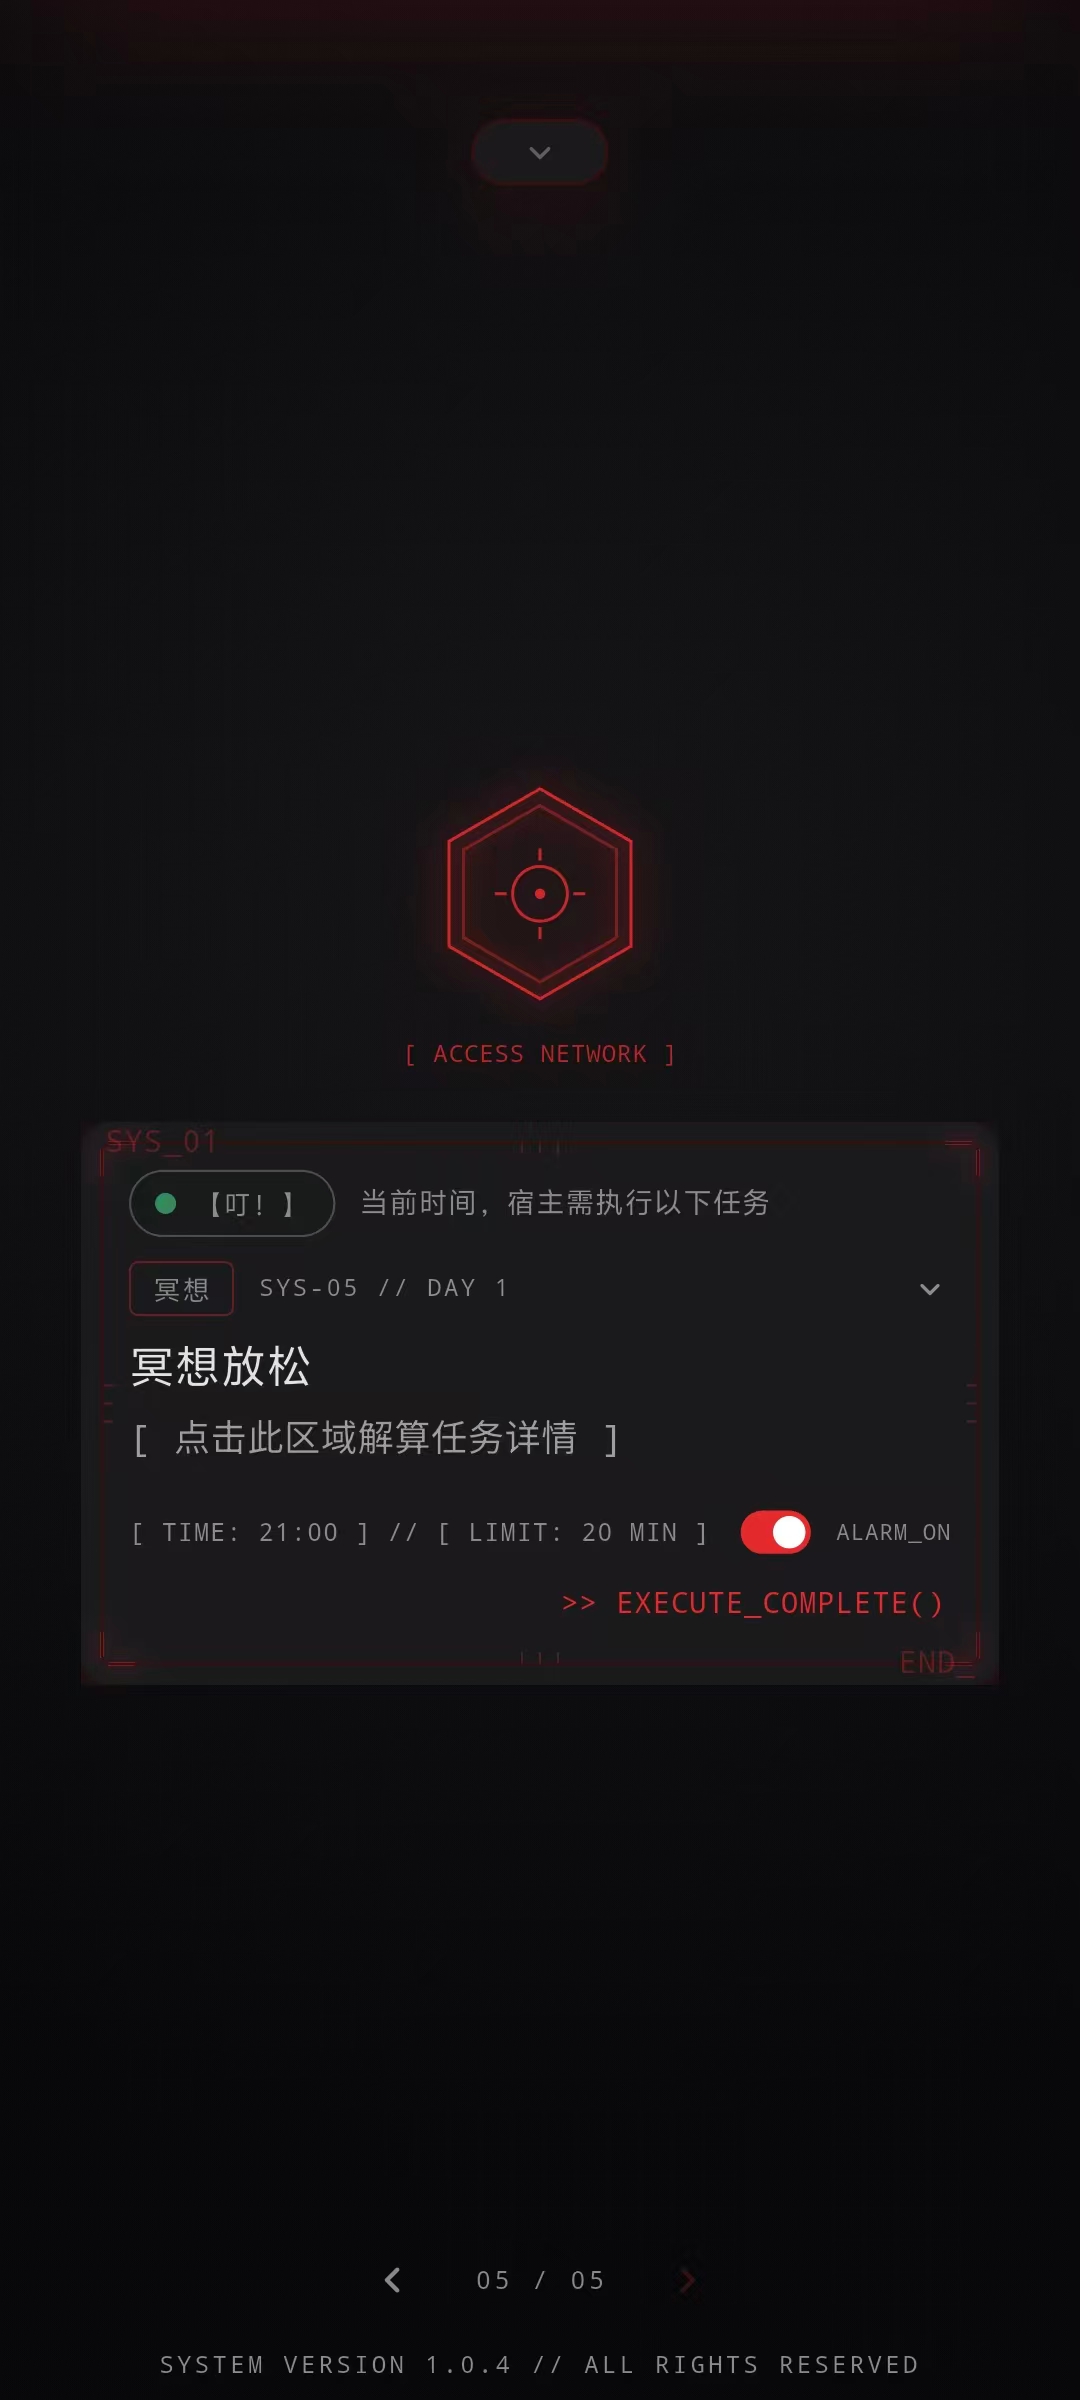 [ ACCESS NETWORK ]
SYS_01
【叮！】 当前时间，宿主需执行以下任务
冥想 SYS-05 // DAY 1
冥想放松
[ 点击此区域解算任务详情 ]
[ TIME: 21:00 ] // [ LIMIT: 20 MIN ] ALARM_ON
>> EXECUTE_COMPLETE()
END_
05 / 05
SYSTEM VERSION 1.0.4 // ALL RIGHTS RESERVED